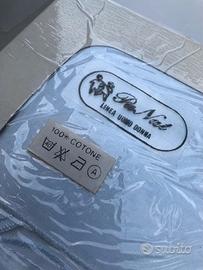 LINEA UOMO DONNA
100% COTONE
A
subito